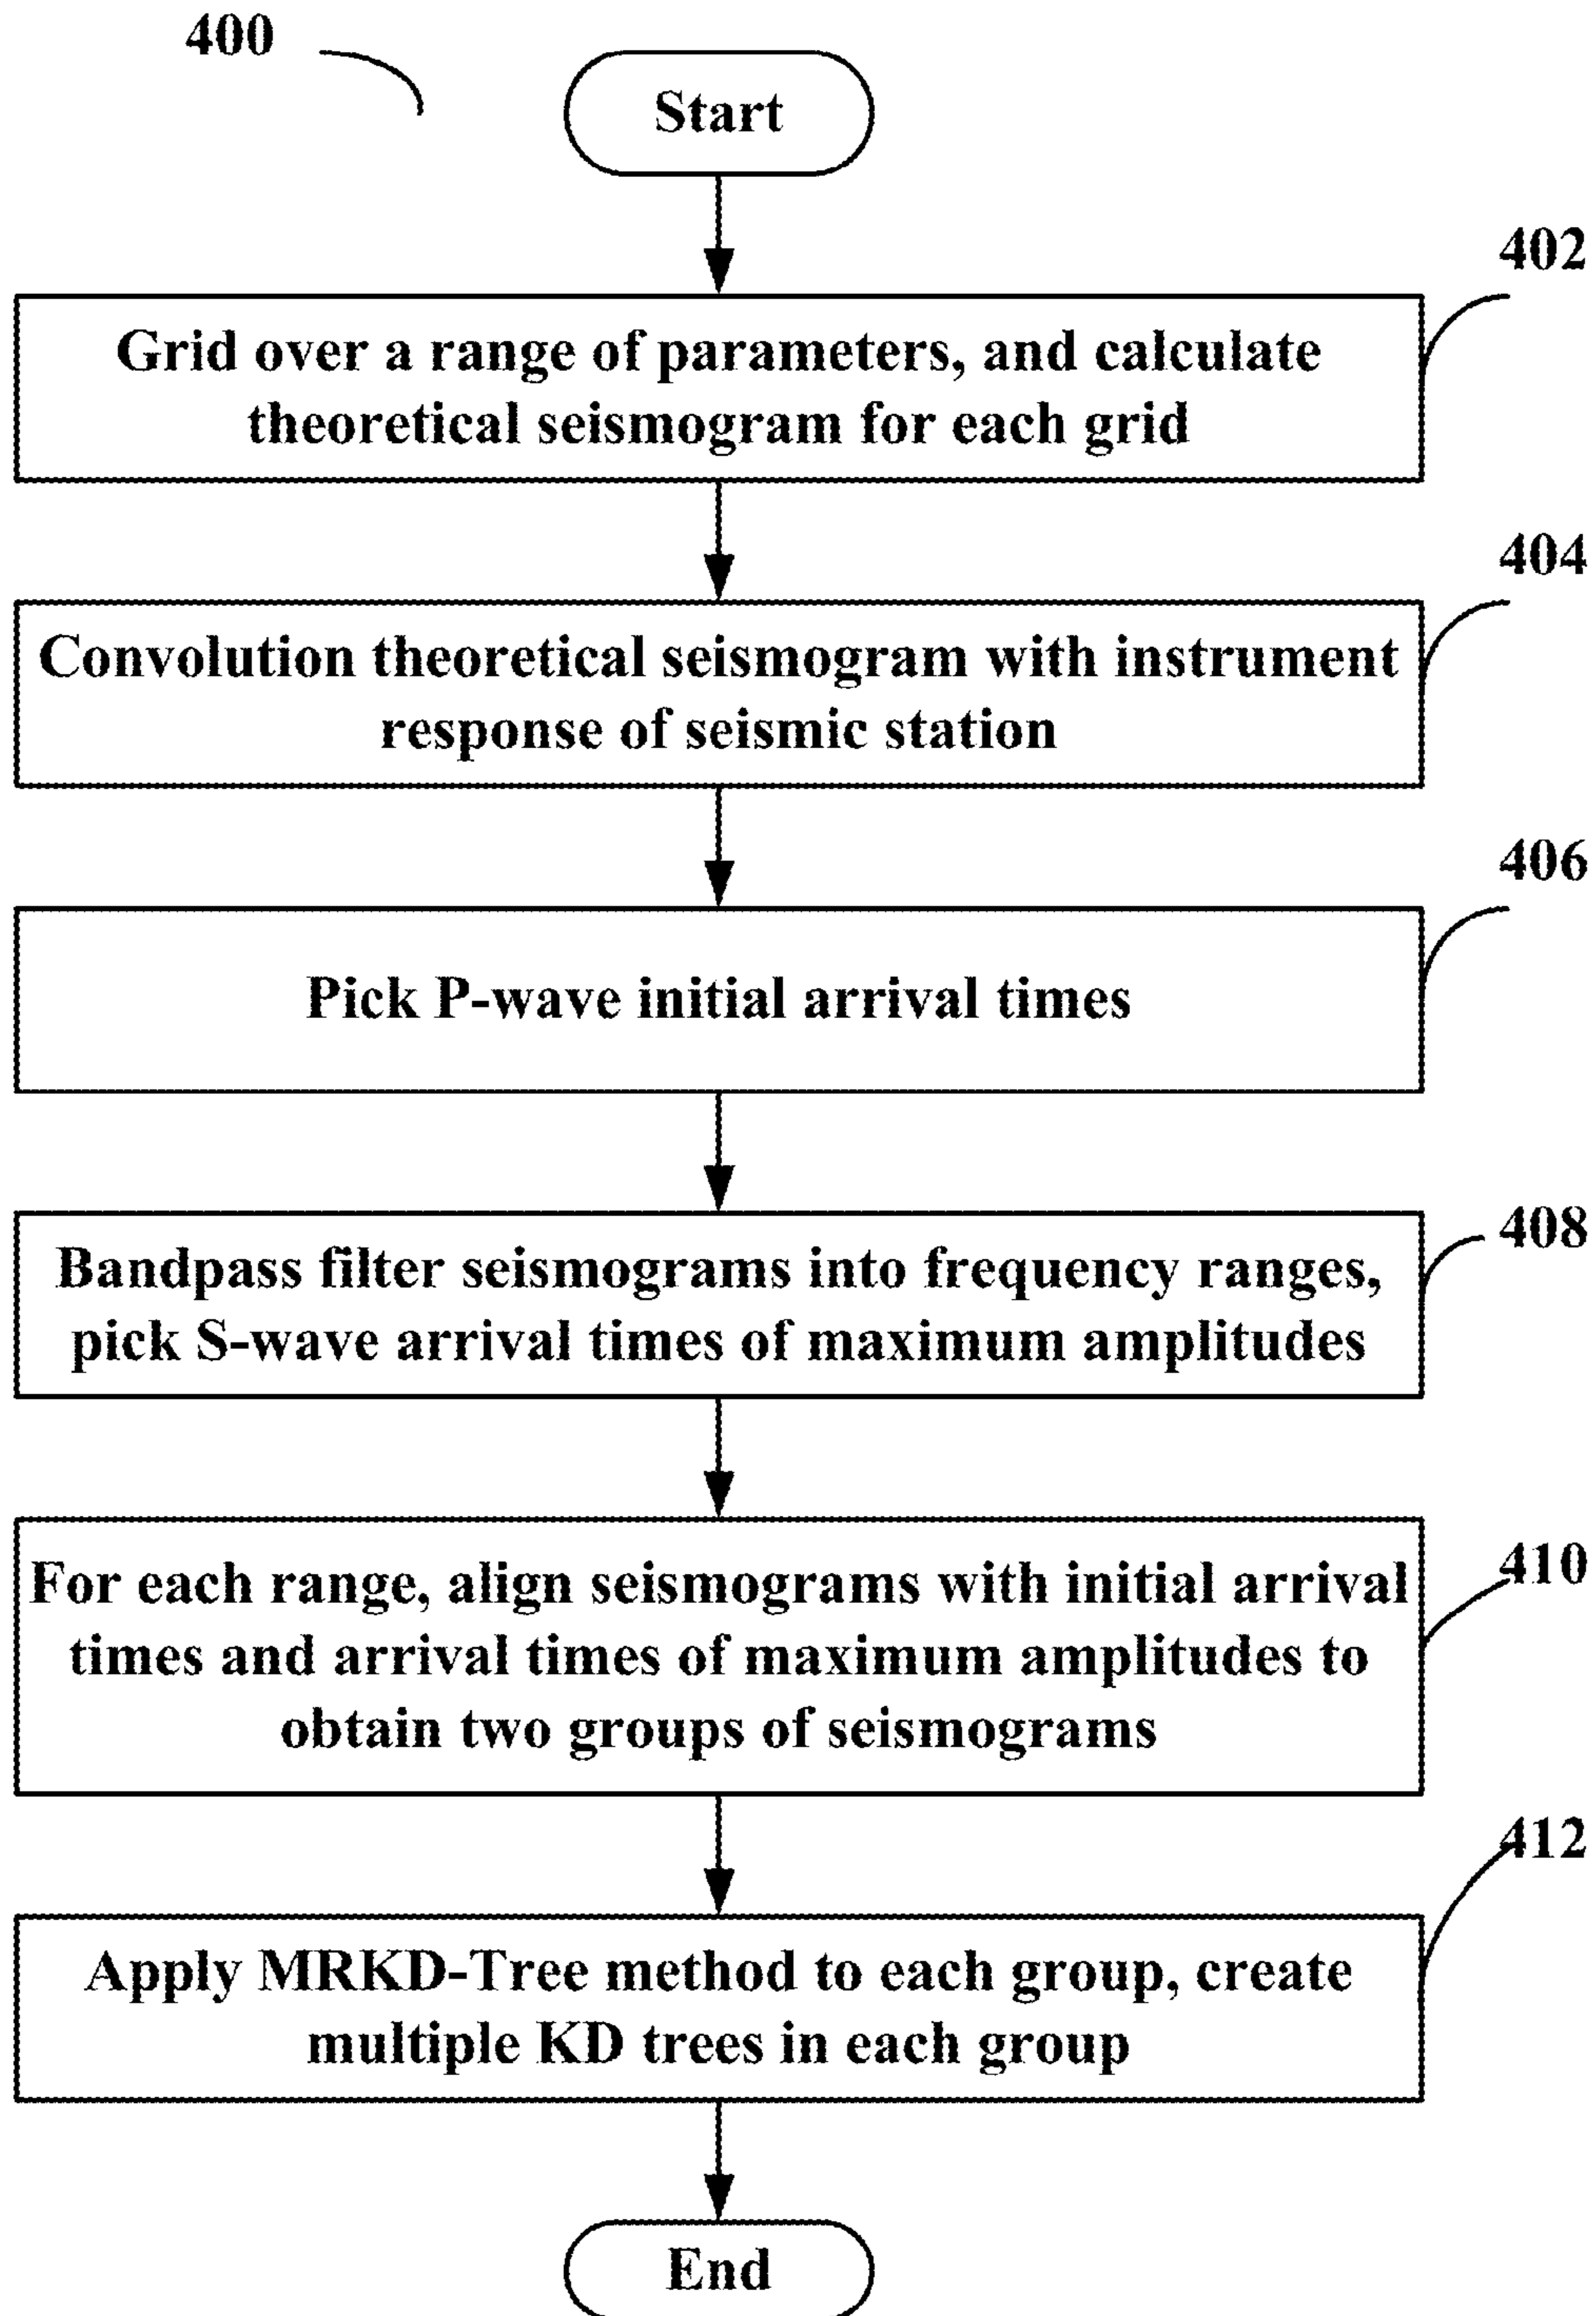 400
Start
402
Grid over a range of parameters, and calculate
theoretical seismogram for each grid
404
Convolution theoretical seismogram with instrument
response of seismic station
406
Pick P-wave initial arrival times
408
Bandpass filter seismograms into frequency ranges,
pick S-wave arrival times of maximum amplitudes
410
For each range, align seismograms with initial arrival
times and arrival times of maximum amplitudes to
obtain two groups of seismograms
412
Apply MRKD-Tree method to each group, create
multiple KD trees in each group
End